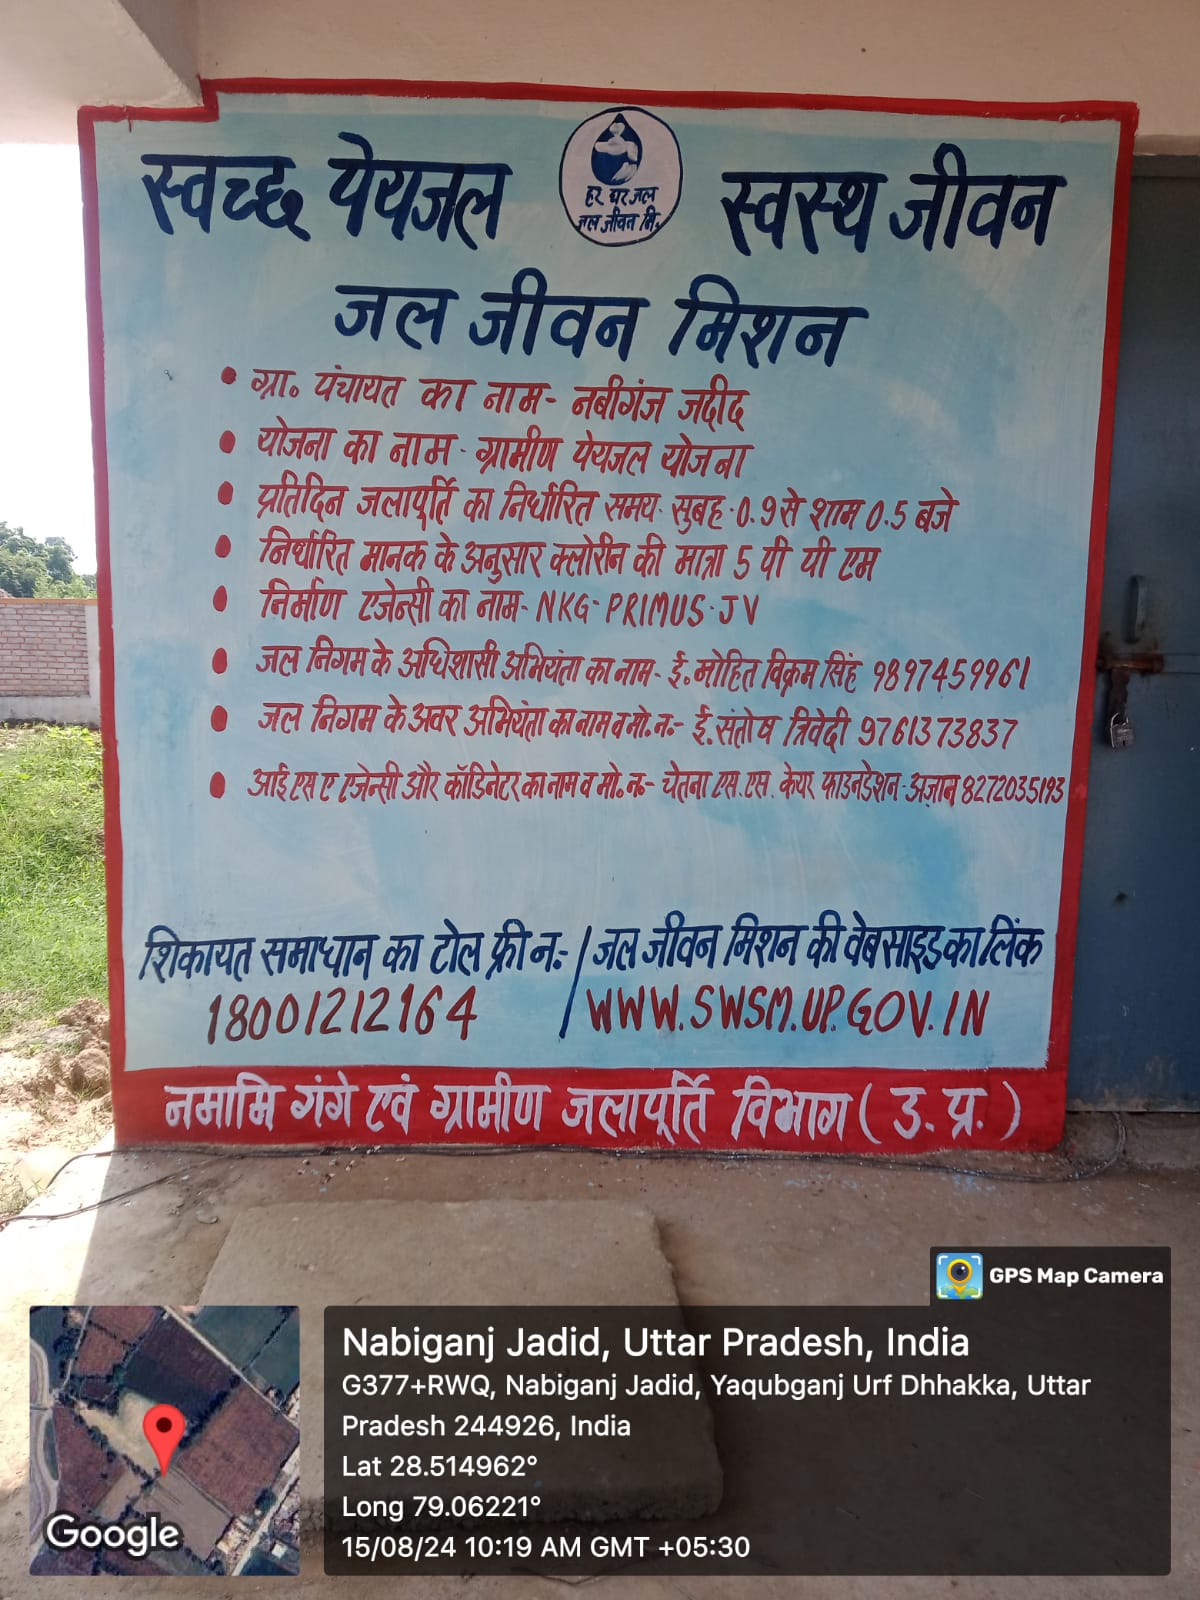 स्वच्छ पेयजल
हर घर जल
जल जीवन मि.
स्वस्थ जीवन
जल जीवन मिशन
• ग्रा. पंचायत का नाम- नबीगंज जदीद
• योजना का नाम- ग्रामीण पेयजल योजना
• प्रतिदिन जलापूर्ति का निर्धारित समय- सुबह-0.9 से शाम 0.5 बजे
• निर्धारित मानक के अनुसार क्लोरीन की मात्रा 5 पी पी एम
• निर्माण एजेन्सी का नाम- NKG-PRIMUS-JV
• जल निगम के अधिशासी अभियंता का नाम- ई. मोहित विक्रम सिंह 9897459961
• जल निगम के अवर अभियंता का नाम व मो. न.- ई. संतोष त्रिवेदी 9761373837
• आई एस ए एजेन्सी और कॉडिनेटर का नाम व मो. न.- चेतना एस. एस. केयर फाउनडेशन- अज़ान 8272035193
शिकायत समाधान का टोल फ्री न.- / जल जीवन मिशन की वेबसाइड का लिंक
18001212164 / WWW.SWSM.UP.GOV.IN
नमामि गंगे एवं ग्रामीण जलापूर्ति विभाग (उ. प्र.)
GPS Map Camera
Nabiganj Jadid, Uttar Pradesh, India
G377+RWQ, Nabiganj Jadid, Yaqubganj Urf Dhhakka, Uttar
Pradesh 244926, India
Lat 28.514962°
Long 79.06221°
15/08/24 10:19 AM GMT +05:30
Google